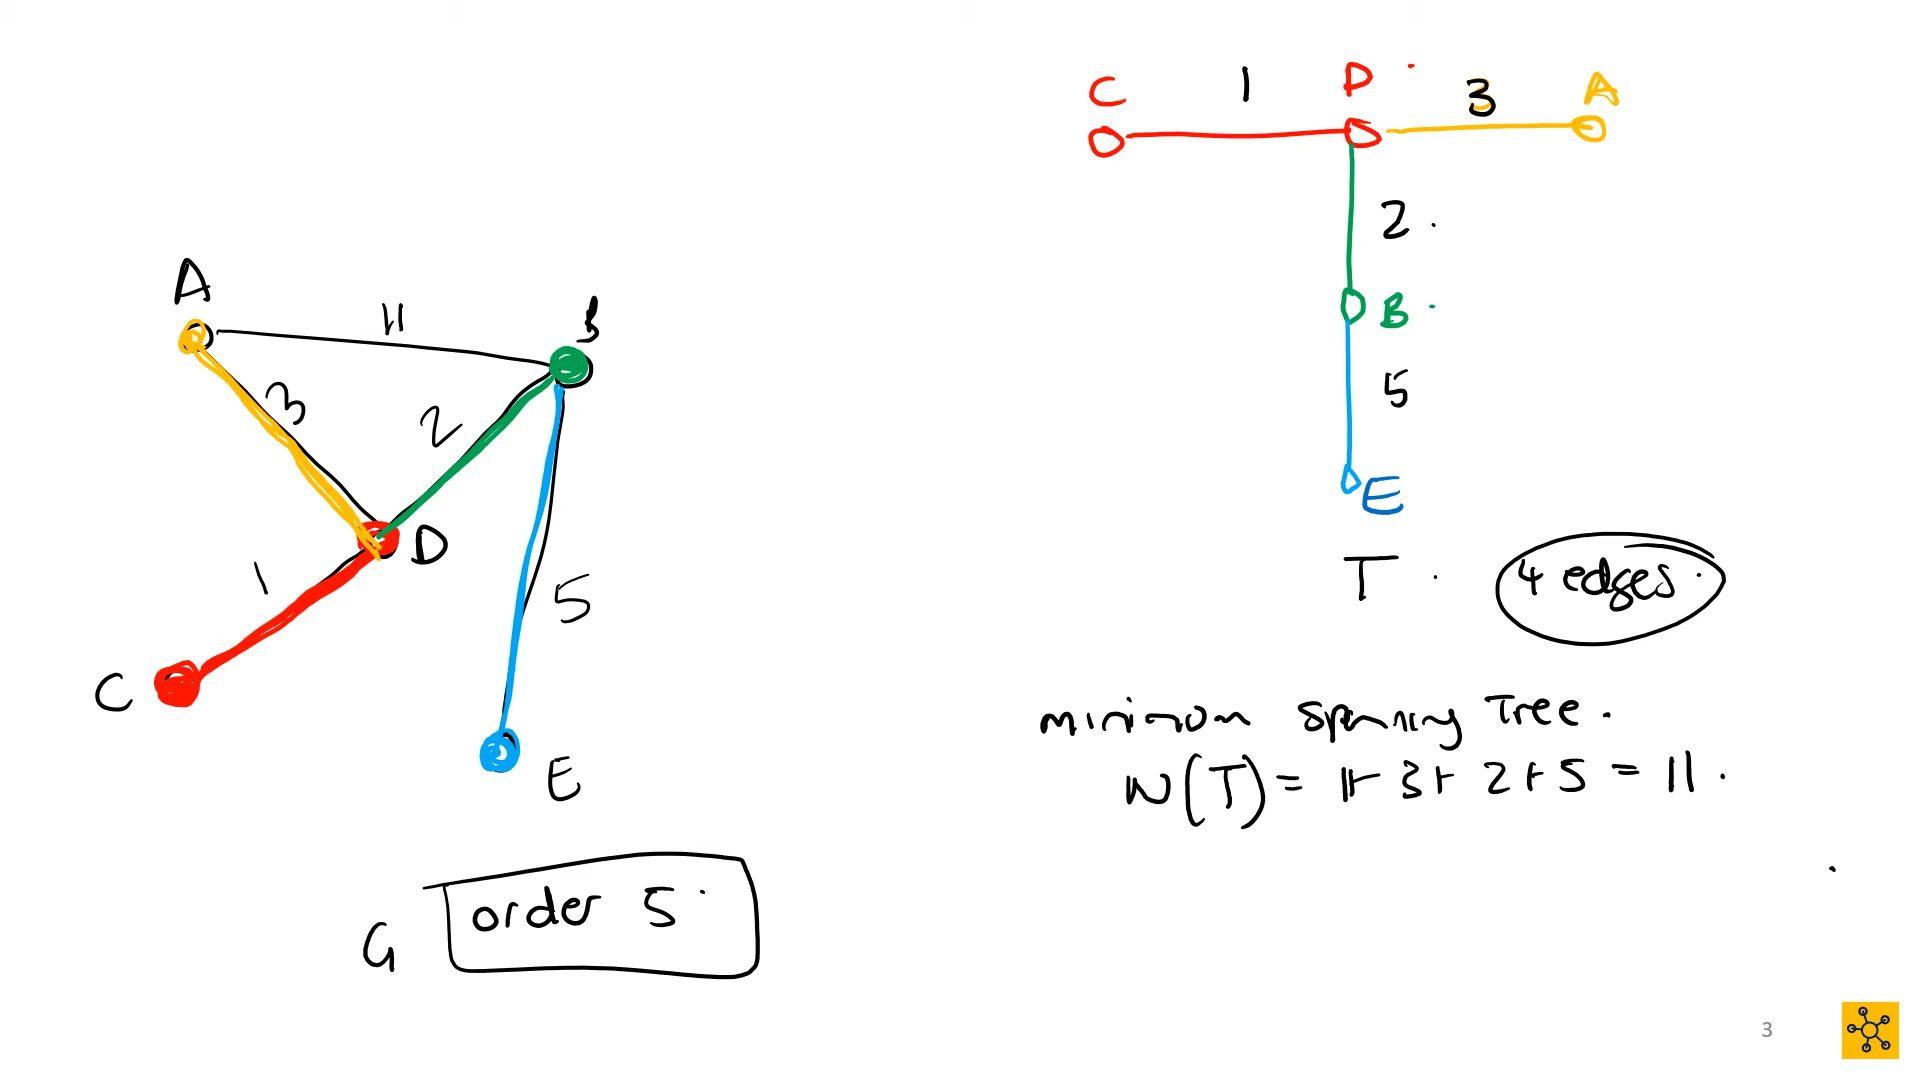 A
11
B
3
2
D
1
5
C
E
G
order 5.
C
1
D
3
A
2
B
5
E
T
4 edges.
minimum spanning Tree.
W(T) = 1+3+2+5 = 11.
3